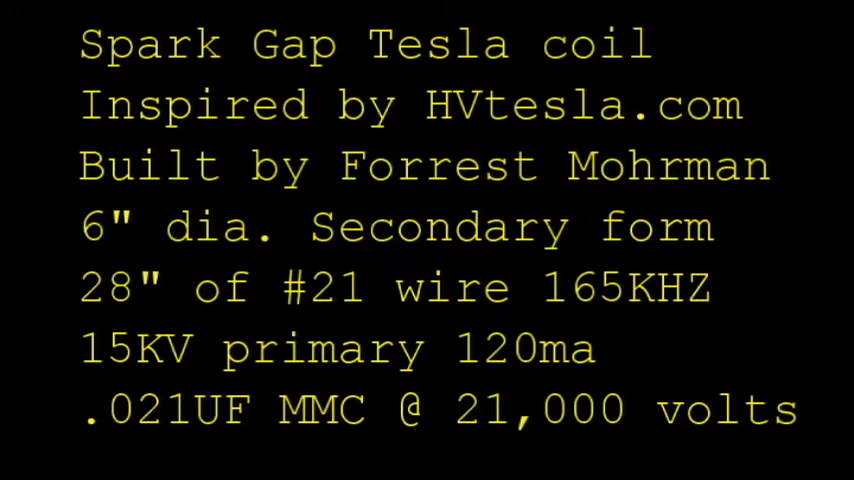 Spark Gap Tesla coil
Inspired by HVtesla.com
Built by Forrest Mohrman
6" dia. Secondary form
28" of #21 wire 165KHZ
15KV primary 120ma
.021UF MMC @ 21,000 volts